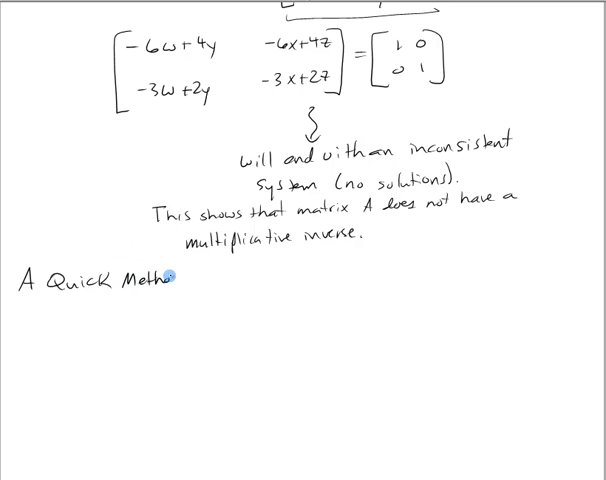 [ -6w+4y -6x+4z ] = [ 1 0 ]
[ -3w+2y -3x+2z ] [ 0 1 ]
will end with an inconsistent
system (no solutions).
This shows that matrix A does not have a
multiplicative inverse.
A Quick Metho